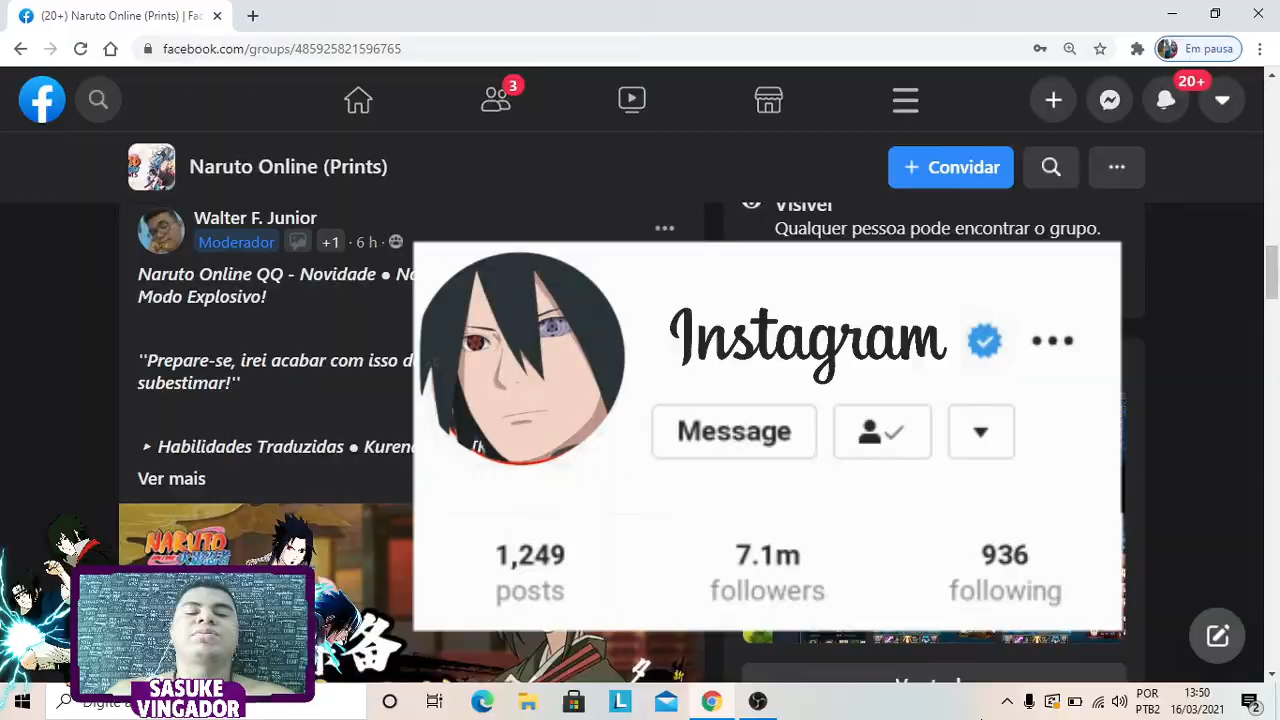 (20+) Naruto Online (Prints) | Fac
facebook.com/groups/485925821596765
Em pausa
3
20+
Naruto Online (Prints)
+ Convidar
Walter F. Junior
Moderador
+1 · 6 h ·
Visível
Qualquer pessoa pode encontrar o grupo.
Naruto Online QQ - Novidade ●
Modo Explosivo!
"Prepare-se, irei acabar com isso
subestimar!"
▸ Habilidades Traduzidas ●
Ver mais
Instagram
Message
1,249
posts
7.1m
followers
936
following
NARUTO
ONLINE
SASUKE
VINGADOR
POR
PTB2
13:50
16/03/2021
2